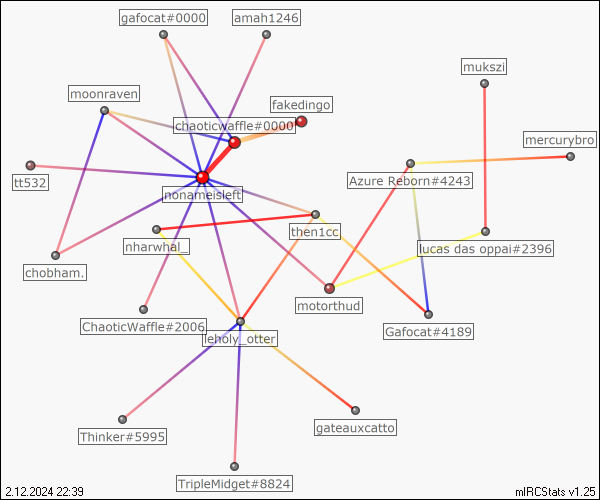 gafocat#0000
amah1246
mukszi
moonraven
fakedingo
chaoticwaffle#0000
mercurybro
tt532
Azure Reborn#4243
nonameisleft
then1cc
nharwhal_
lucas das oppai#2396
chobham.
motorthud
ChaoticWaffle#2006
Gafocat#4189
leholy_otter
gateauxcatto
Thinker#5995
TripleMidget#8824
2.12.2024 22:39
mIRCStats v1.25